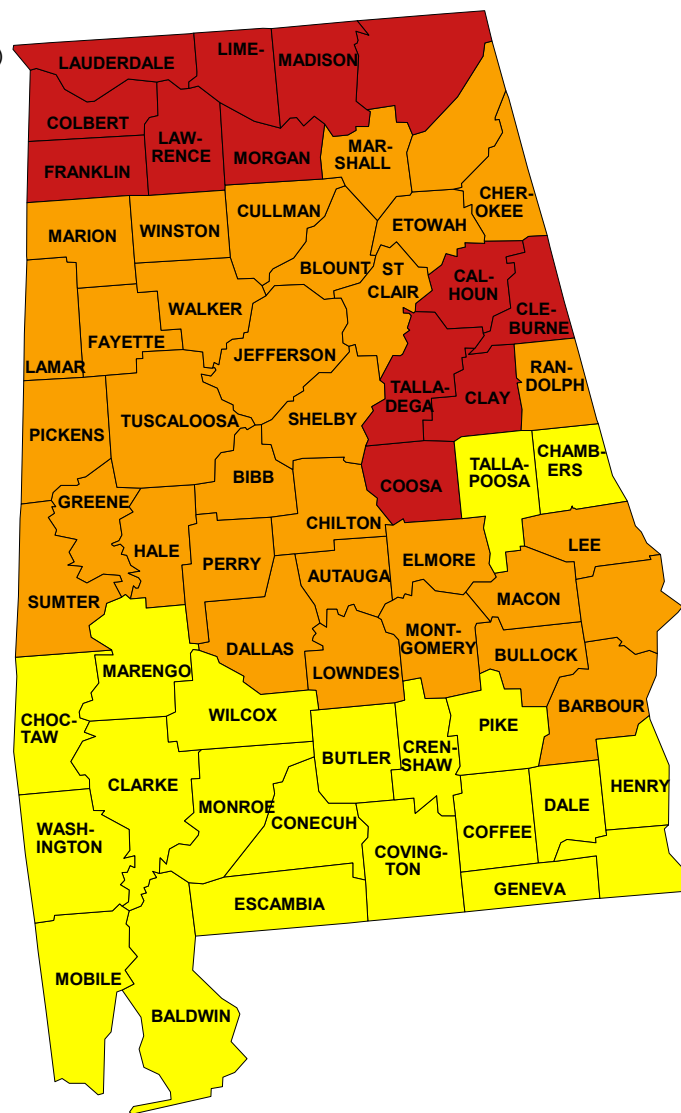 LAUDERDALE
LIME-
MADISON
COLBERT
LAW-
RENCE
FRANKLIN
MORGAN
MAR-
SHALL
CHER-
OKEE
MARION
WINSTON
CULLMAN
ETOWAH
BLOUNT
ST
CLAIR
CAL-
HOUN
CLE-
BURNE
LAMAR
FAYETTE
WALKER
JEFFERSON
TALLA-
DEGA
CLAY
RAN-
DOLPH
PICKENS
TUSCALOOSA
SHELBY
BIBB
COOSA
TALLA-
POOSA
CHAMB-
ERS
GREENE
HALE
PERRY
CHILTON
AUTAUGA
ELMORE
LEE
MACON
SUMTER
DALLAS
LOWNDES
MONT-
GOMERY
BULLOCK
BARBOUR
MARENGO
CHOC-
TAW
WILCOX
BUTLER
CREN-
SHAW
PIKE
HENRY
CLARKE
MONROE
CONECUH
COFFEE
DALE
WASH-
INGTON
COVING-
TON
GENEVA
ESCAMBIA
MOBILE
BALDWIN